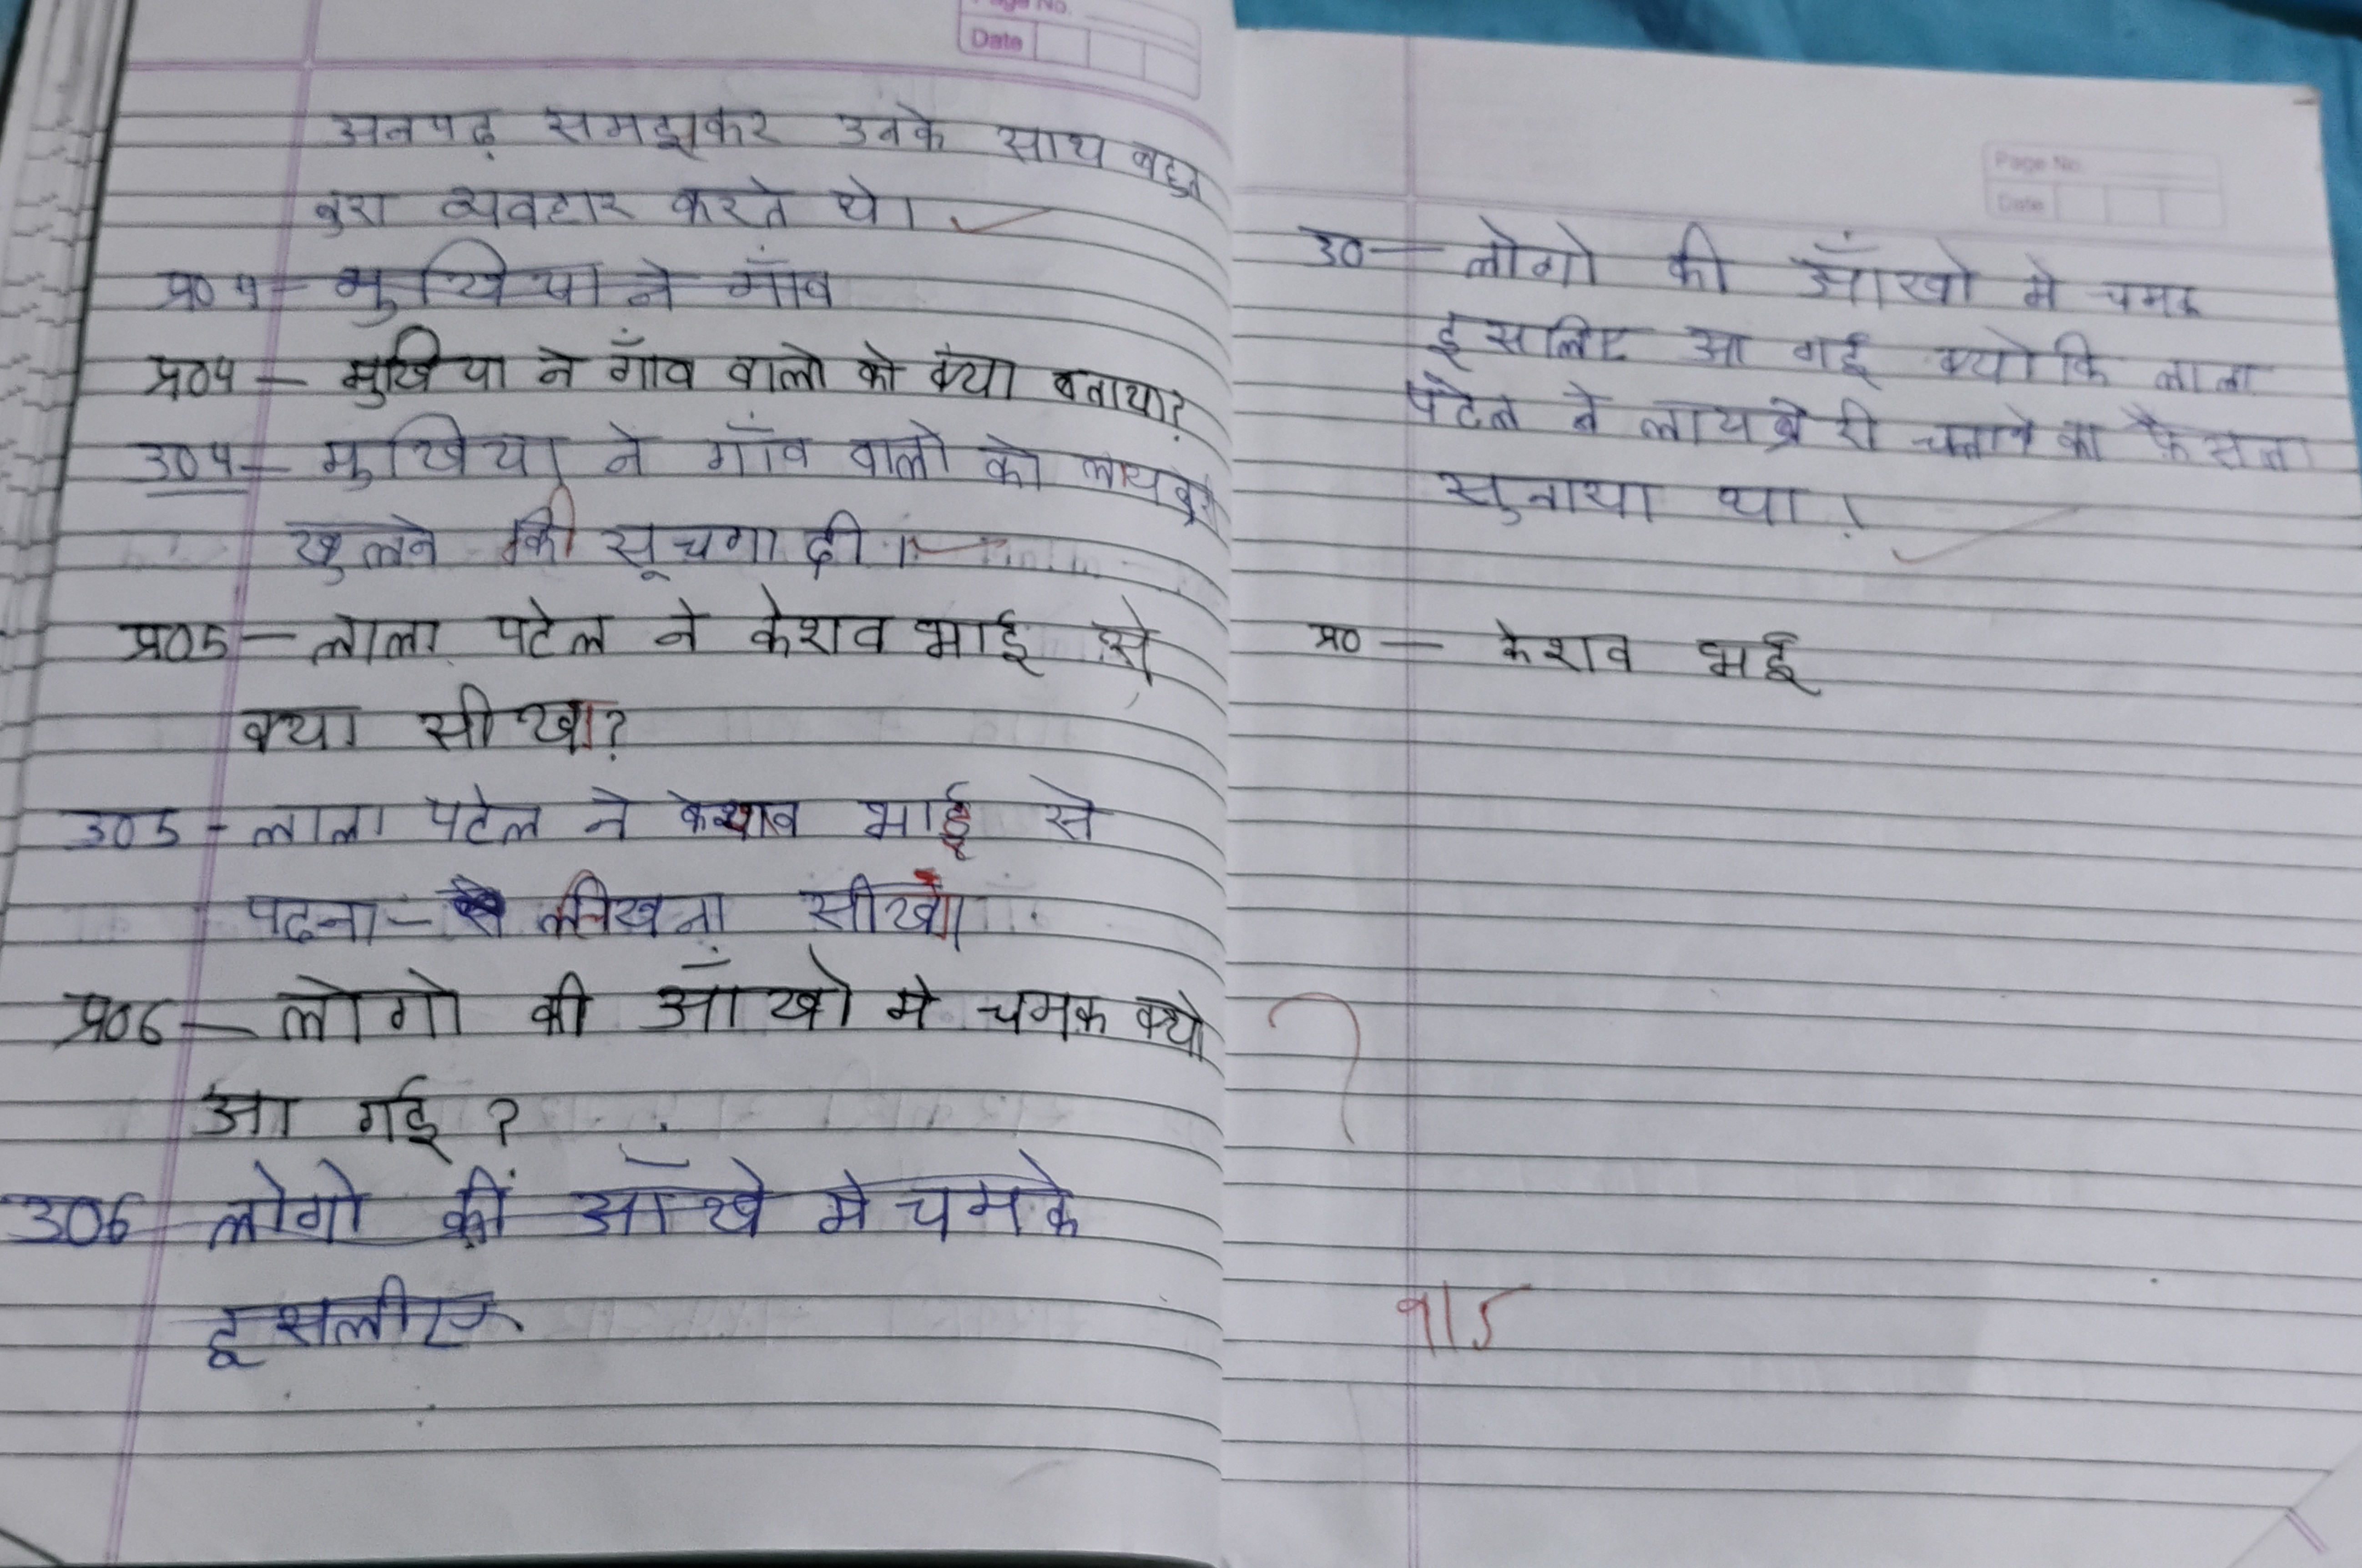 Page No.
Date
अनपढ़ समझकर उनके साथ बहुत
बुरा व्यवहार करते थे।
प्र०4 - मुखिया ने गाँव
प्र०4 - मुखिया ने गाँव वालो को क्या बताया?
उ०4 - मुखिया ने गाँव वालो को लायब्रेरी
खुलने की सूचना दी।
प्र०5 - लाला पटेल ने केशव भाई से
क्या सीखा?
उ०5 - लाला पटेल ने केशव भाई से
पढना - लिखना सीखा।
प्र०6 - लोगो की आँखो मे चमक क्यो
आ गई ?
उ०6 लोगो की आँखे मे चमके
इसलीए
Page No.
Date
उ० - लोगो की आँखो मे चमक
इसलिए आ गई क्योकि लाला
पटेल ने लायब्रेरी चलाने का फैसला
सुनाया था।
प्र० - केशव भई
?
9/5